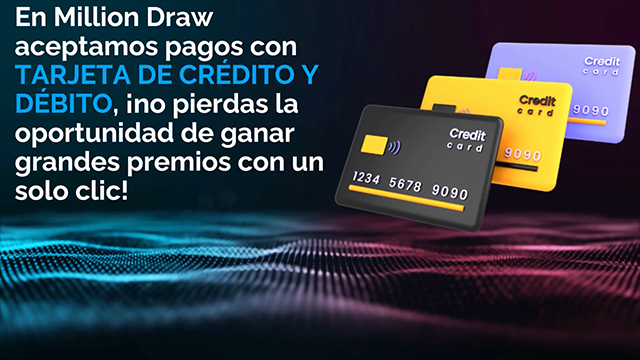 En Million Draw
aceptamos pagos con
TARJETA DE CRÉDITO Y
DÉBITO, ¡no pierdas la
oportunidad de ganar
grandes premios con un
solo clic!
Credit
card
Credit
card
9090
Credit
card
9090
1234 5678 9090